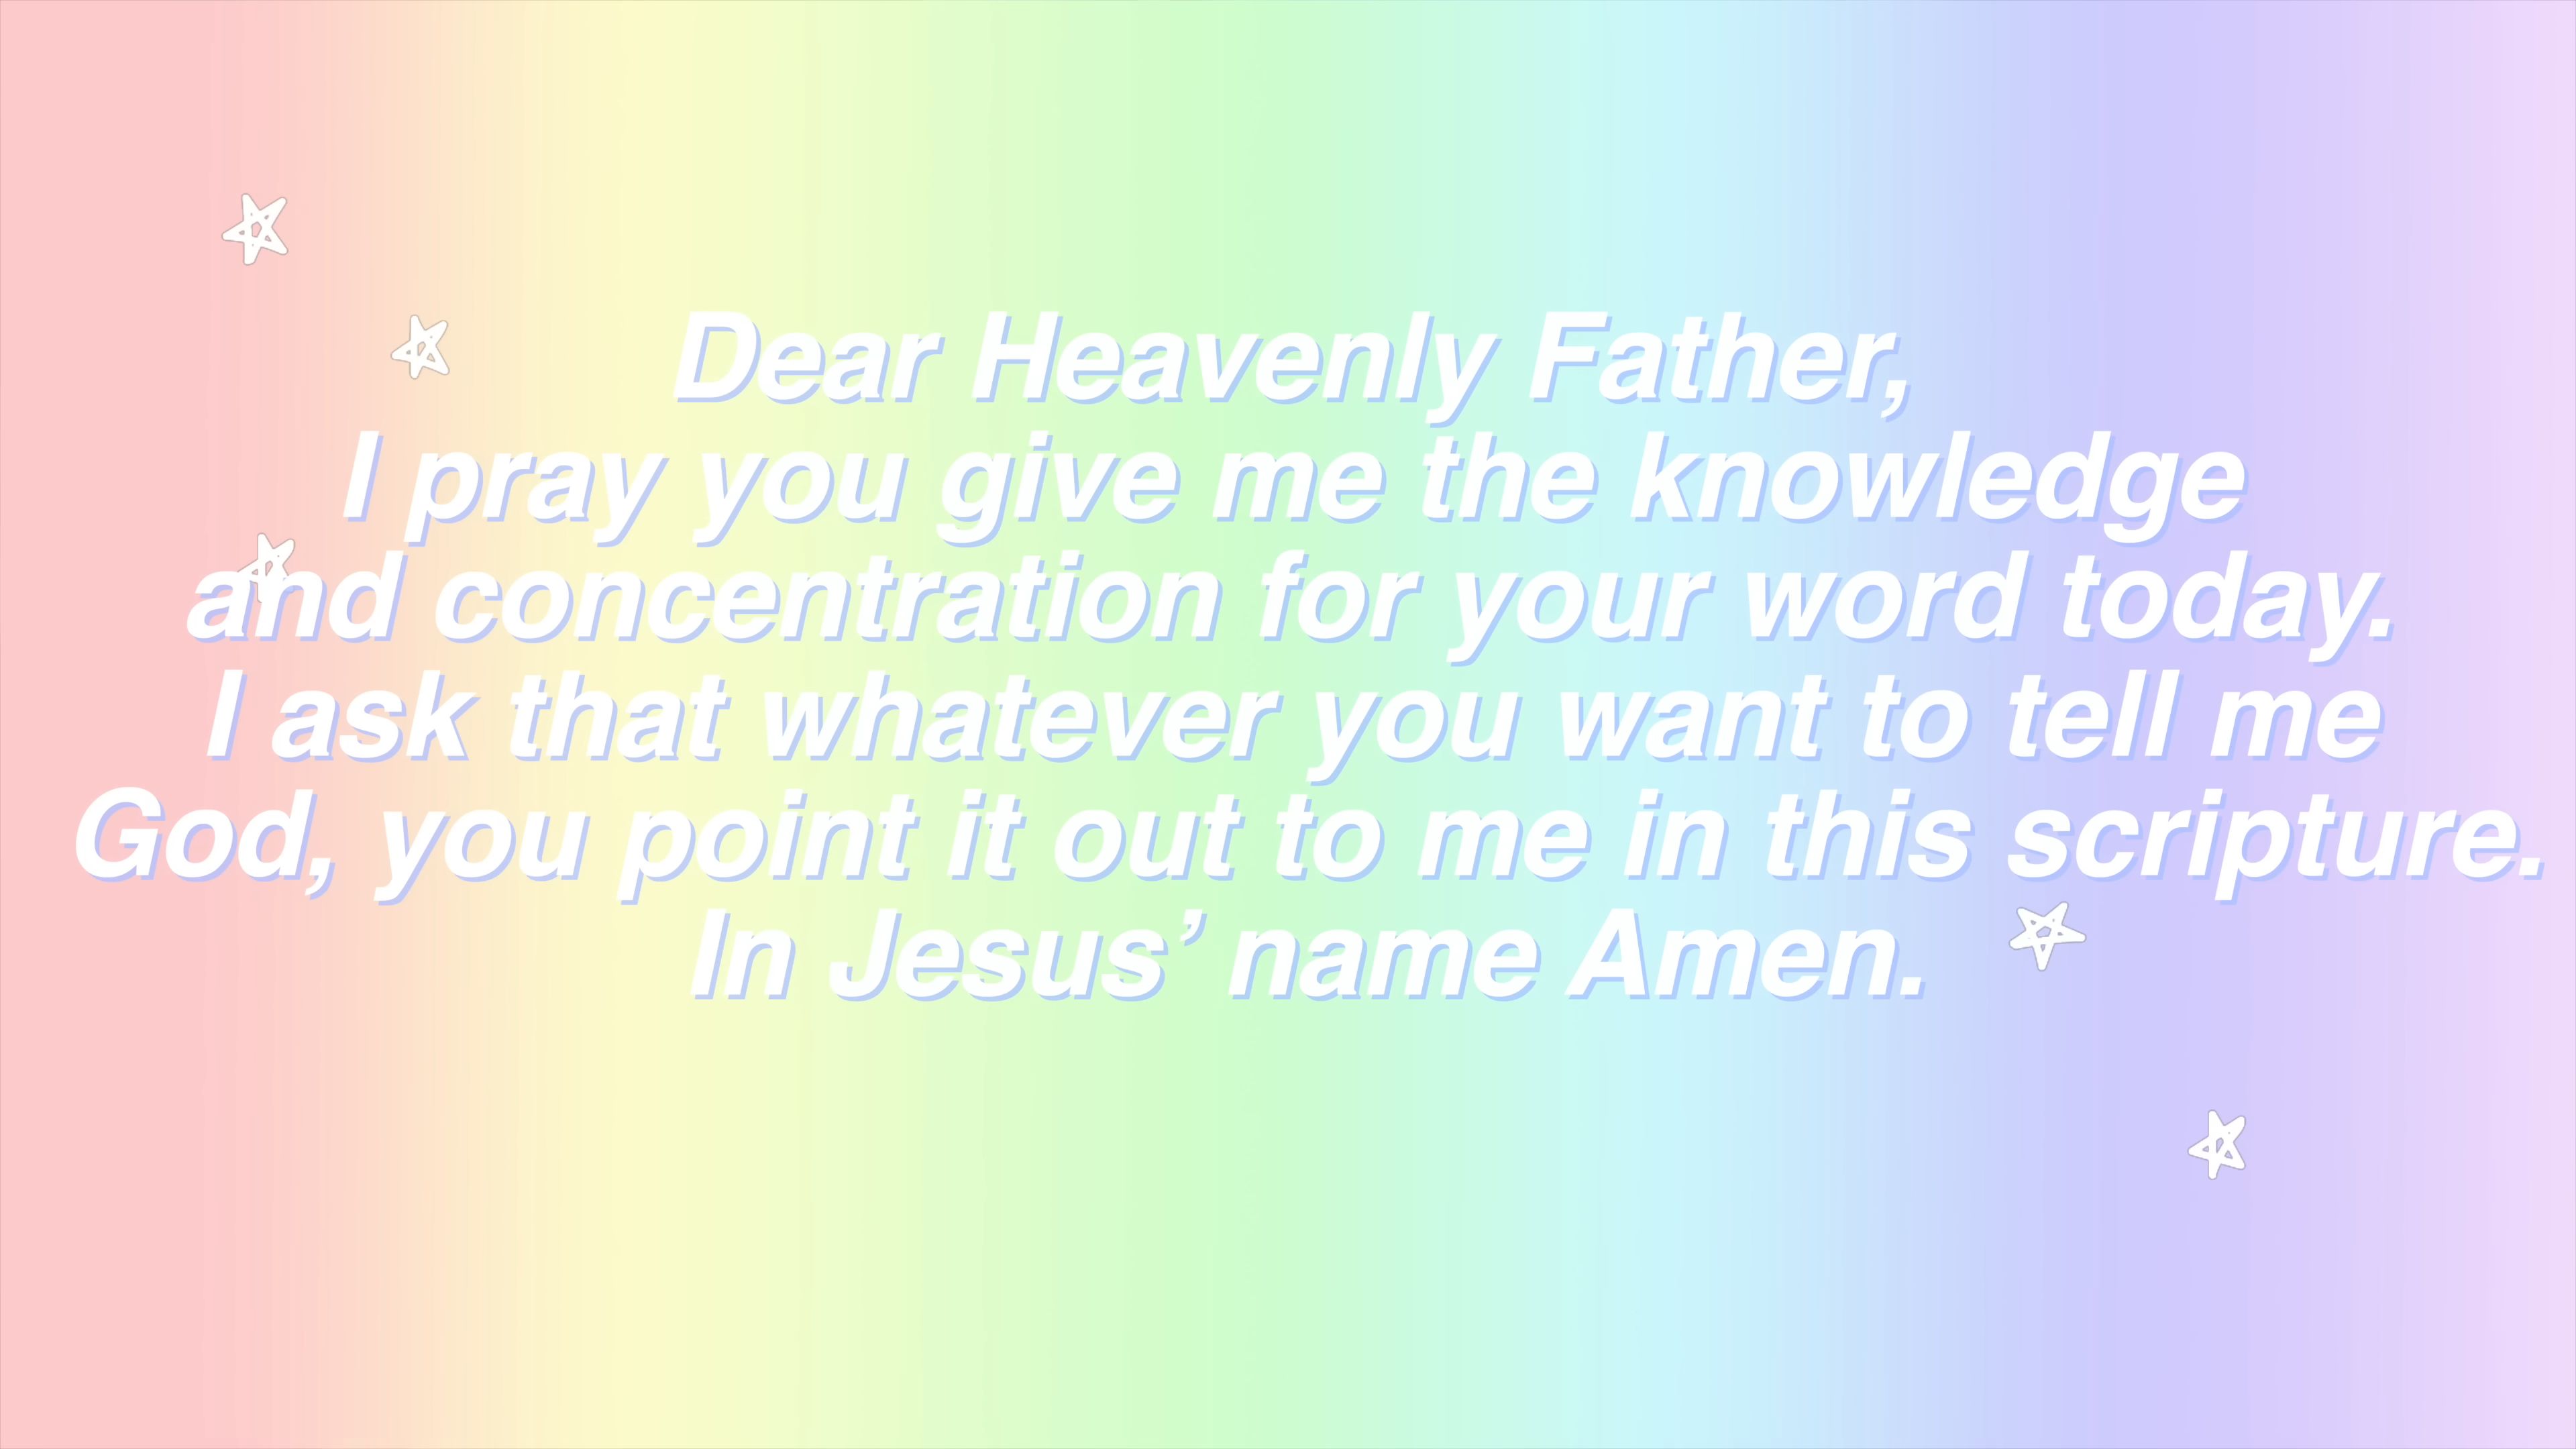 Dear Heavenly Father,
I pray you give me the knowledge
and concentration for your word today.
I ask that whatever you want to tell me
God, you point it out to me in this scripture.
In Jesus’ name Amen.